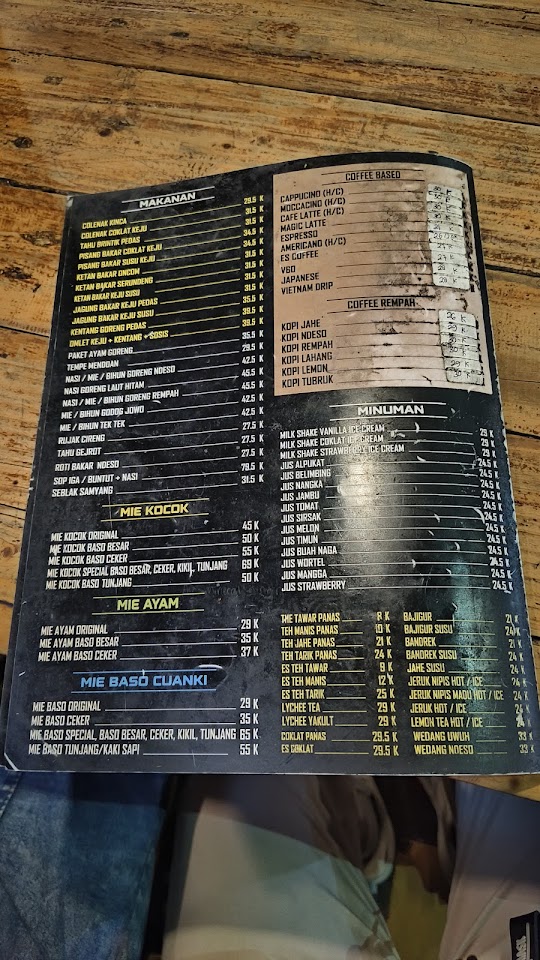 MAKANAN
COLENAK KINCA 29.5 K
COLENAK COKLAT KEJU 31.5 K
TAHU BRINTIK PEDAS 31.5 K
PISANG BAKAR COKLAT KEJU 34.5 K
PISANG BAKAR SUSU KEJU 34.5 K
KETAN BAKAR ONCOM 31.5 K
KETAN BAKAR SERUNDENG 31.5 K
KETAN BAKAR KEJU SUSU 31.5 K
JAGUNG BAKAR KEJU PEDAS 31.5 K
JAGUNG BAKAR KEJU SUSU 35.5 K
KENTANG GORENG PEDAS 39.5 K
OMLET KEJU + KENTANG + SOSIS 39.5 K
PAKET AYAM GORENG 35.5 K
TEMPE MENDOAN 29.5 K
NASI / MIE / BIHUN GORENG NDESO 45.5 K
NASI GORENG LAUT HITAM 45.5 K
NASI / MIE / BIHUN GORENG REMPAH 42.5 K
MIE / BIHUN GODOG JOWO 45.5 K
MIE / BIHUN TEK TEK 42.5 K
RUJAK CIRENG 27.5 K
TAHU GEJROT 27.5 K
ROTI BAKAR NDESO 27.5 K
SOP IGA / BUNTUT + NASI 79.5 K
SEBLAK SAMYANG 31.5 K
MIE KOCOK
MIE KOCOK ORIGINAL 45 K
MIE KOCOK BASO BESAR 50 K
MIE KOCOK BASO CEKER 55 K
MIE KOCOK SPECIAL BASO BESAR, CEKER, KIKIL, TUNJANG 69 K
MIE KOCOK BASO TUNJANG 50 K
MIE AYAM
MIE AYAM ORIGINAL 29 K
MIE AYAM BASO BESAR 35 K
MIE AYAM BASO CEKER 37 K
MIE BASO CUANKI
MIE BASO ORIGINAL 29 K
MIE BASO CEKER 35 K
MIE BASO SPECIAL, BASO BESAR, CEKER, KIKIL, TUNJANG 65 K
MIE BASO TUNJANG/KAKI SAPI 55 K
COFFEE BASED
CAPPUCINO (H/C)
MOCCACINO (H/C)
CAFE LATTE (H/C)
MAGIC LATTE
ESPRESSO
AMERICANO (H/C)
ES COFFEE
V60
JAPANESE
VIETNAM DRIP
COFFEE REMPAH
KOPI JAHE
KOPI NDESO
KOPI REMPAH
KOPI LAHANG
KOPI LEMON
KOPI TUBRUK
MINUMAN
MILK SHAKE VANILLA ICE CREAM 29 K
MILK SHAKE COKLAT ICE CREAM 29 K
MILK SHAKE STRAWBERRY ICE CREAM 29 K
JUS ALPUKAT 24.5 K
JUS BELIMBING 24.5 K
JUS NANGKA 24.5 K
JUS JAMBU 24.5 K
JUS TOMAT 24.5 K
JUS SIRSAK 24.5 K
JUS MELON 24.5 K
JUS TIMUN 24.5 K
JUS BUAH NAGA 24.5 K
JUS WORTEL 24.5 K
JUS MANGGA 24.5 K
JUS STRAWBERRY 24.5 K
THE TAWAR PANAS 8 K
TEH MANIS PANAS 10 K
TEH JAHE PANAS 21 K
TEH TARIK PANAS 24 K
ES TEH TAWAR 9 K
ES TEH MANIS 12 K
ES TEH TARIK 25 K
LYCHEE TEA 29 K
LYCHEE YAKULT 29 K
COKLAT PANAS 29.5 K
ES COKLAT 29.5 K
BAJIGUR 21 K
BAJIGUR SUSU 24 K
BANDREK 21 K
BANDREK SUSU 24 K
JAHE SUSU 24 K
JERUK NIPIS HOT / ICE 24 K
JERUK NIPIS MADU HOT / ICE 24 K
JERUK HOT / ICE 24 K
LEMON TEA HOT / ICE K
WEDANG UWUH 33 K
WEDANG NDESO 33 K